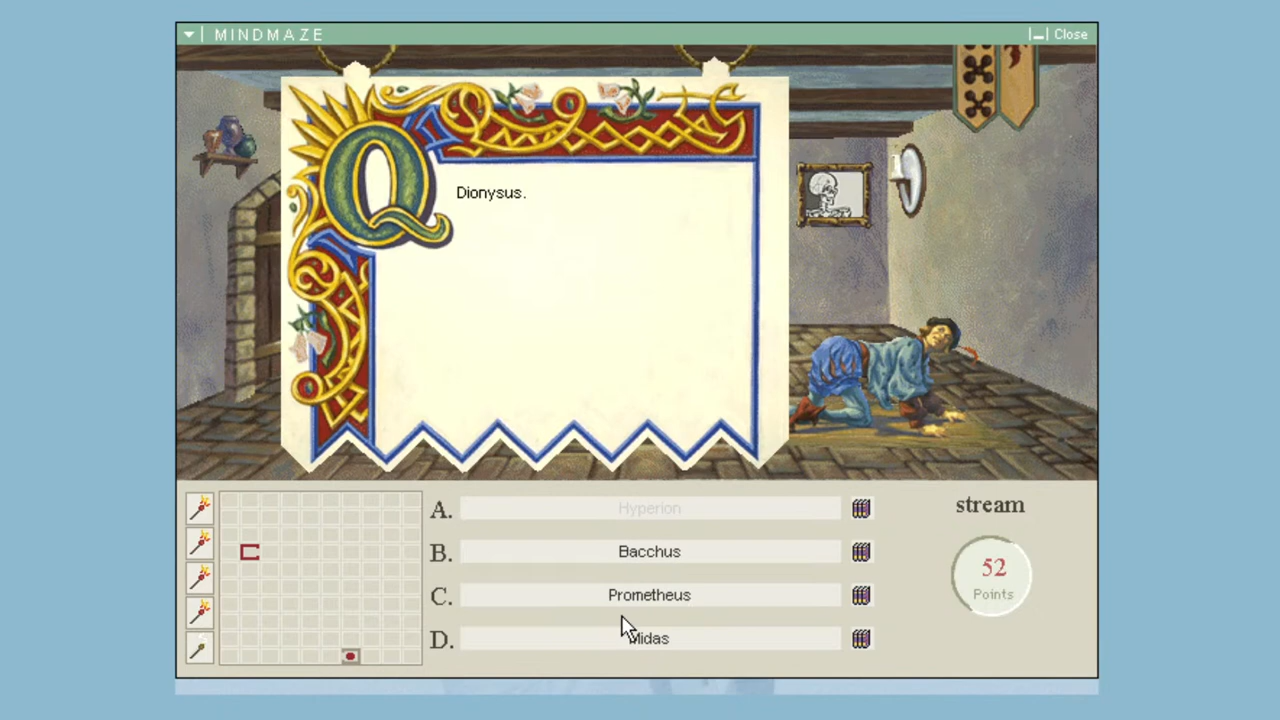 MINDMAZE
Close
Q
Dionysus.
A. Hyperion
B. Bacchus
C. Prometheus
D. Midas
stream
52
Points